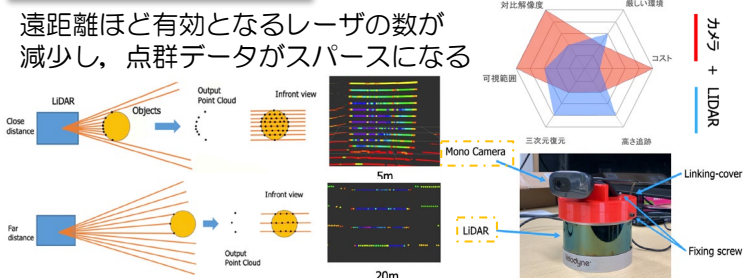 遠距離ほど有効となるレーザの数が
減少し，点群データがスパースになる
LiDAR
Objects
Close
distance
Output
Point Cloud
Infront view
5m
Far
distance
Output
Point Cloud
Infront view
20m
対比解像度
厳しい環境
コスト
高さ追跡
三次元復元
可視範囲
カメラ + LIDAR
Mono Camera
LiDAR
Linking-cover
Fixing screw